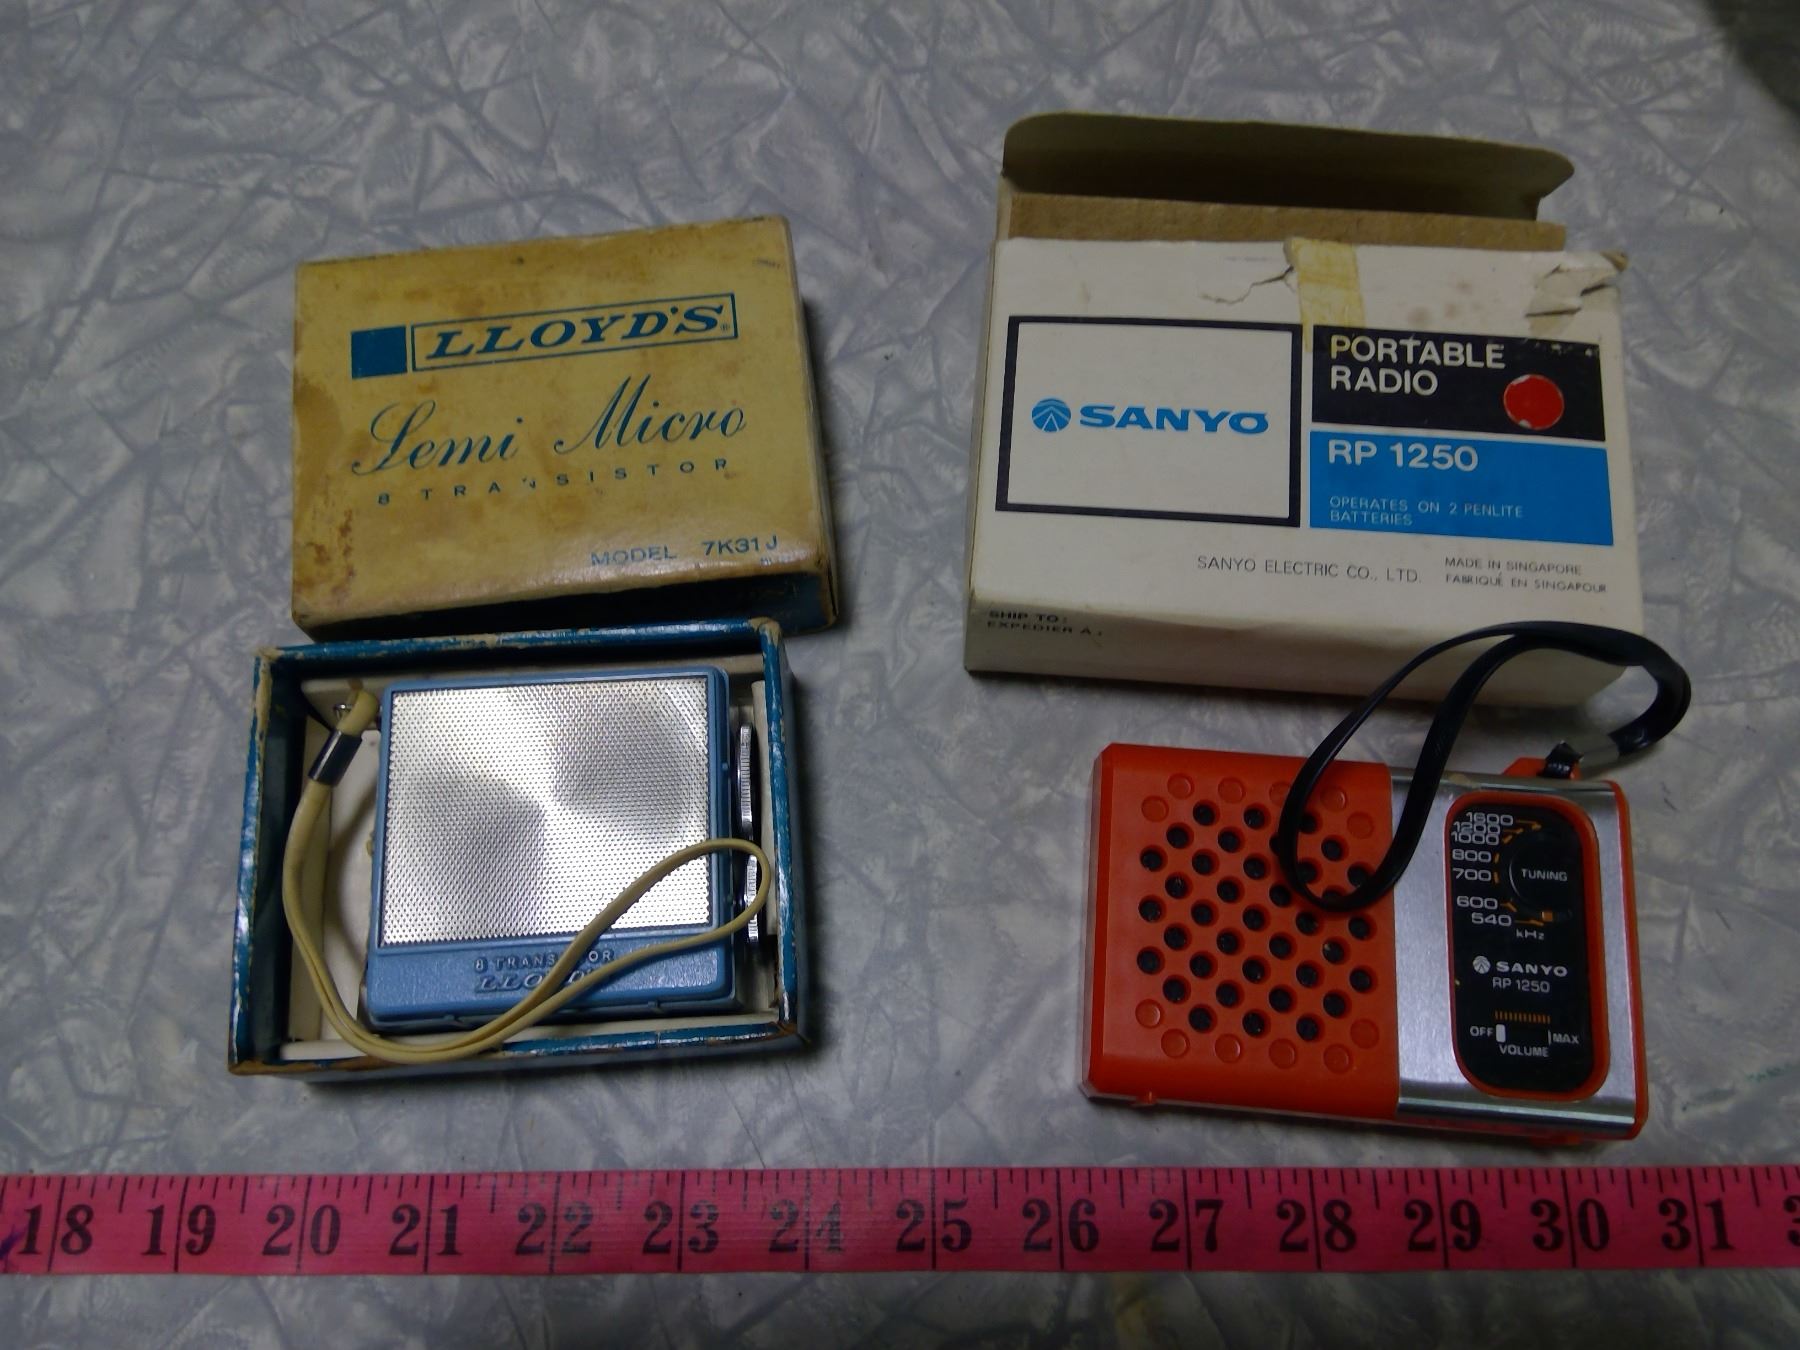 LLOYD'S®
Semi Micro
8 TRANSISTOR
MODEL 7K31J
8 TRANSISTOR
LLOYD'S
SANYO
PORTABLE
RADIO
RP 1250
OPERATES ON 2 PENLITE
BATTERIES
SANYO ELECTRIC CO., LTD.
MADE IN SINGAPORE
FABRIQUÉ EN SINGAPOUR
SHIP TO:
EXPEDIER A:
1600
1200
1000
800
700
600
540
kHz
TUNING
SANYO
RP 1250
OFF MAX
VOLUME
18 19 20 21 22 23 24 25 26 27 28 29 30 31 3